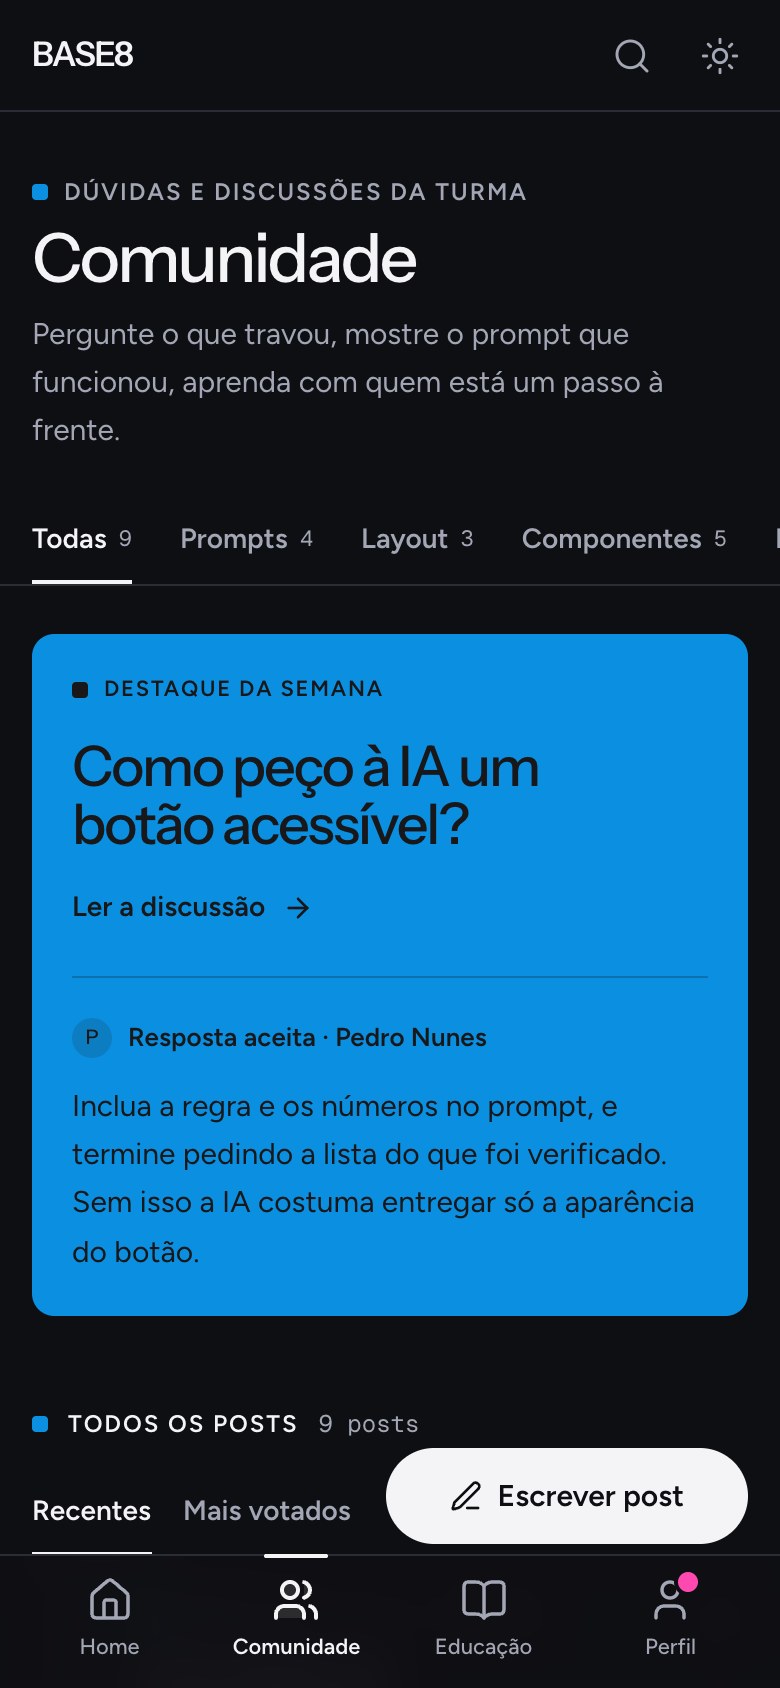 BASE8
DÚVIDAS E DISCUSSÕES DA TURMA
Comunidade
Pergunte o que travou, mostre o prompt que
funcionou, aprenda com quem está um passo à
frente.
Todas 9 Prompts 4 Layout 3 Componentes 5
DESTAQUE DA SEMANA
Como peço à IA um
botão acessível?
Ler a discussão →
P Resposta aceita · Pedro Nunes
Inclua a regra e os números no prompt, e
termine pedindo a lista do que foi verificado.
Sem isso a IA costuma entregar só a aparência
do botão.
TODOS OS POSTS 9 posts
Recentes Mais votados Escrever post
Home Comunidade Educação Perfil